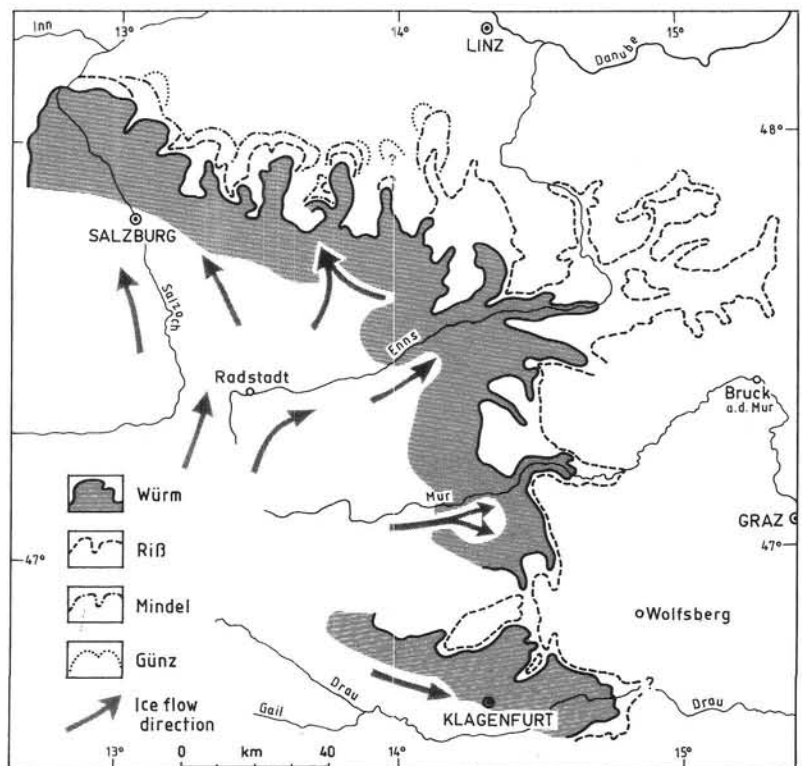 13°
14°
15°
Inn
LINZ
Danube
48°
SALZBURG
Salzach
Enns
Radstadt
Bruck
a.d. Mur
Mur
GRAZ
47°
47°
Würm
Riß
Mindel
Günz
Ice flow
direction
Wolfsberg
Drau
Gail
KLAGENFURT
?
Drau
13°
0 km 40
14°
15°